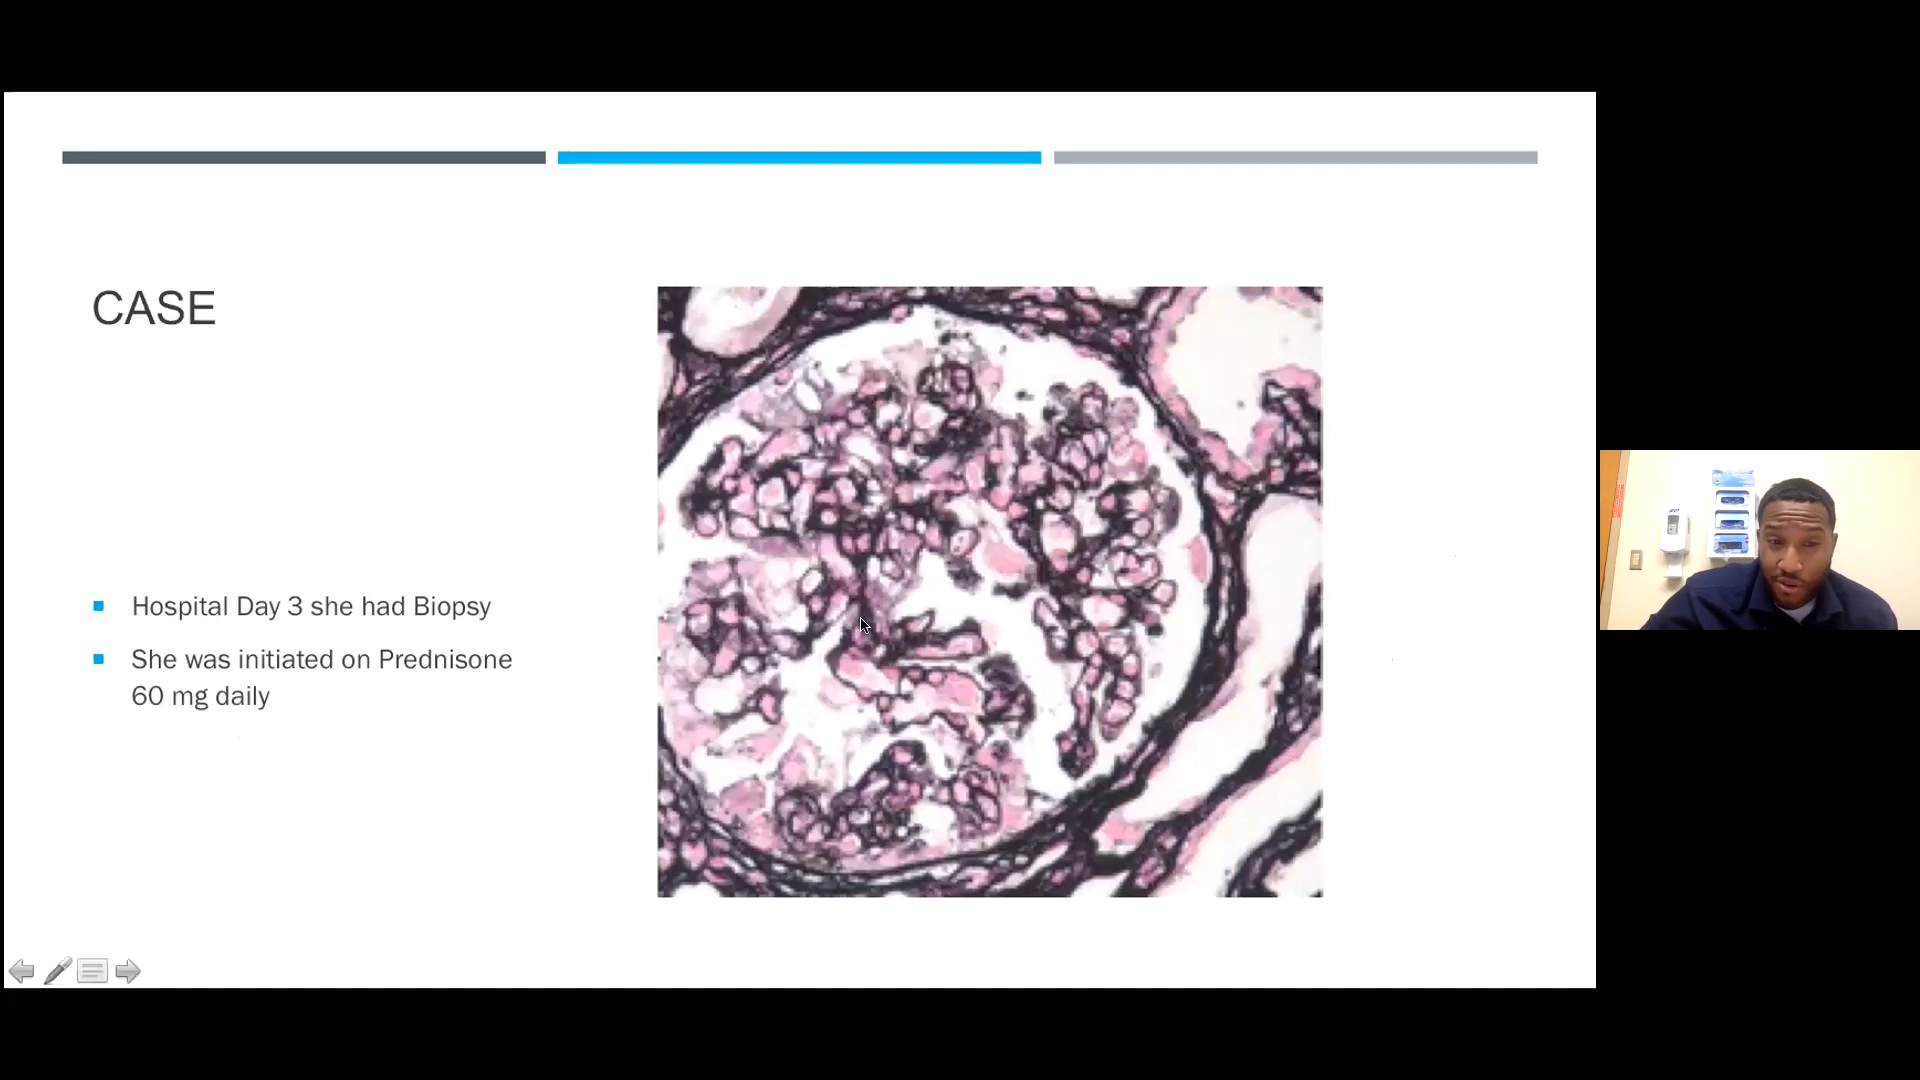 CASE
Hospital Day 3 she had Biopsy
She was initiated on Prednisone
60 mg daily